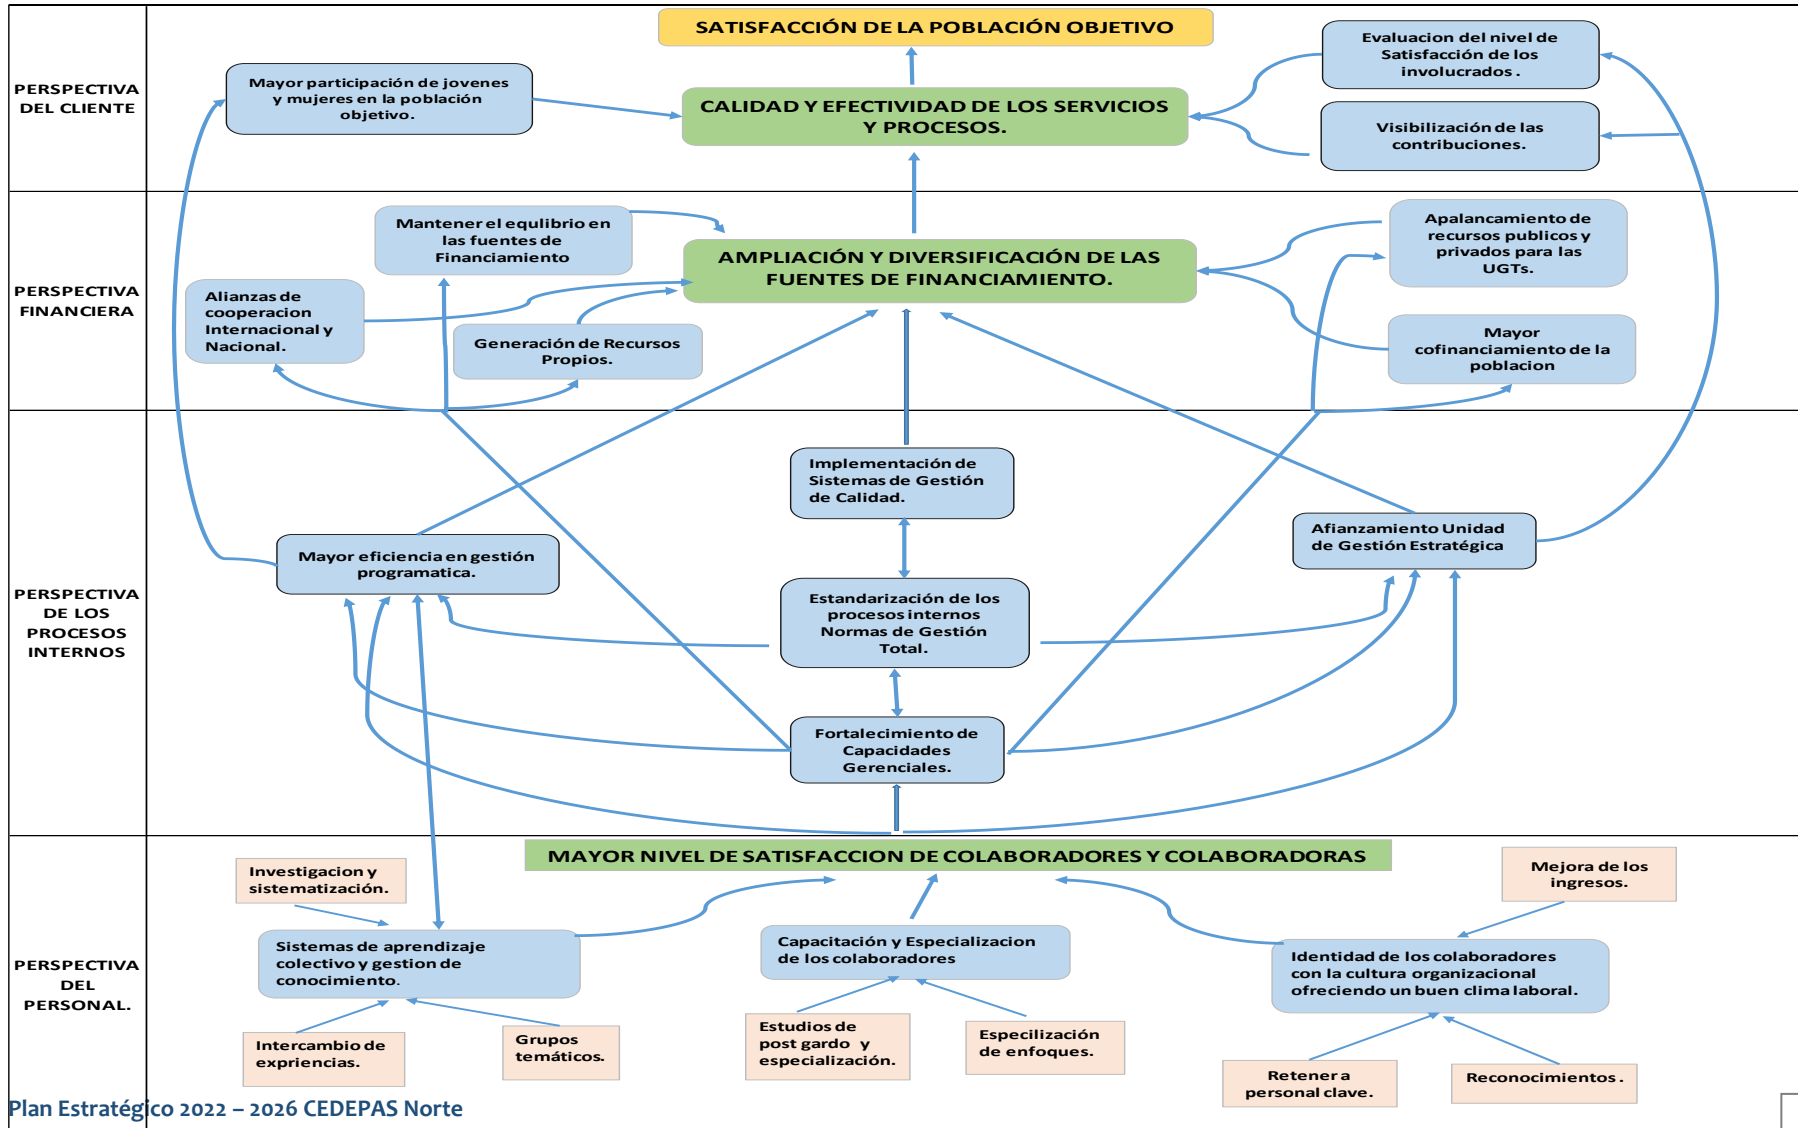 SATISFACCIÓN DE LA POBLACIÓN OBJETIVO
PERSPECTIVA
DEL CLIENTE
Mayor participación de jovenes
y mujeres en la población
objetivo.
CALIDAD Y EFECTIVIDAD DE LOS SERVICIOS
Y PROCESOS.
Evaluacion del nivel de
Satisfacción de los
involucrados .
Visibilización de las
contribuciones.
PERSPECTIVA
FINANCIERA
Mantener el equlibrio en
las fuentes de
Financiamiento
AMPLIACIÓN Y DIVERSIFICACIÓN DE LAS
FUENTES DE FINANCIAMIENTO.
Apalancamiento de
recursos publicos y
privados para las
UGTs.
Alianzas de
cooperacion
Internacional y
Nacional.
Generación de Recursos
Propios.
Mayor
cofinanciamiento de la
poblacion
PERSPECTIVA
DE LOS
PROCESOS
INTERNOS
Implementación de
Sistemas de Gestión
de Calidad.
Mayor eficiencia en gestión
programatica.
Afianzamiento Unidad
de Gestión Estratégica
Estandarización de los
procesos internos
Normas de Gestión
Total.
Fortalecimiento de
Capacidades
Gerenciales.
MAYOR NIVEL DE SATISFACCION DE COLABORADORES Y COLABORADORAS
PERSPECTIVA
DEL
PERSONAL.
Investigacion y
sistematización.
Mejora de los
ingresos.
Sistemas de aprendizaje
colectivo y gestion de
conocimiento.
Capacitación y Especializacion
de los colaboradores
Identidad de los colaboradores
con la cultura organizacional
ofreciendo un buen clima laboral.
Intercambio de
expriencias.
Grupos
temáticos.
Estudios de
post gardo y
especialización.
Especilización
de enfoques.
Retener a
personal clave.
Reconocimientos .
Plan Estratégico 2022 – 2026 CEDEPAS Norte